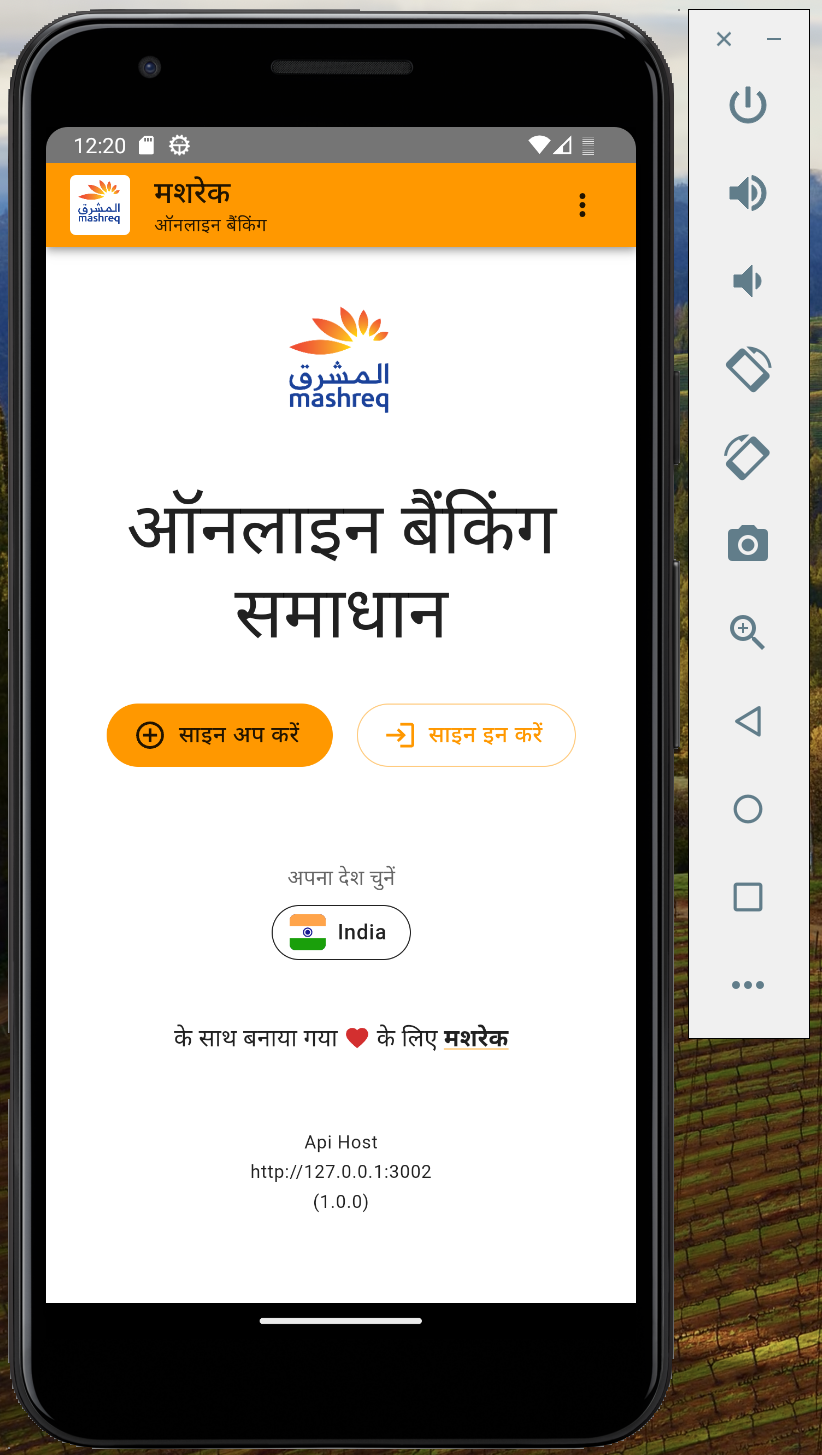 12:20
المشرق
mashreq
मशरेक
ऑनलाइन बैंकिंग
المشرق
mashreq
ऑनलाइन बैंकिंग
समाधान
साइन अप करें
साइन इन करें
अपना देश चुनें
India
के साथ बनाया गया ❤ के लिए मशरेक
Api Host
http://127.0.0.1:3002
(1.0.0)